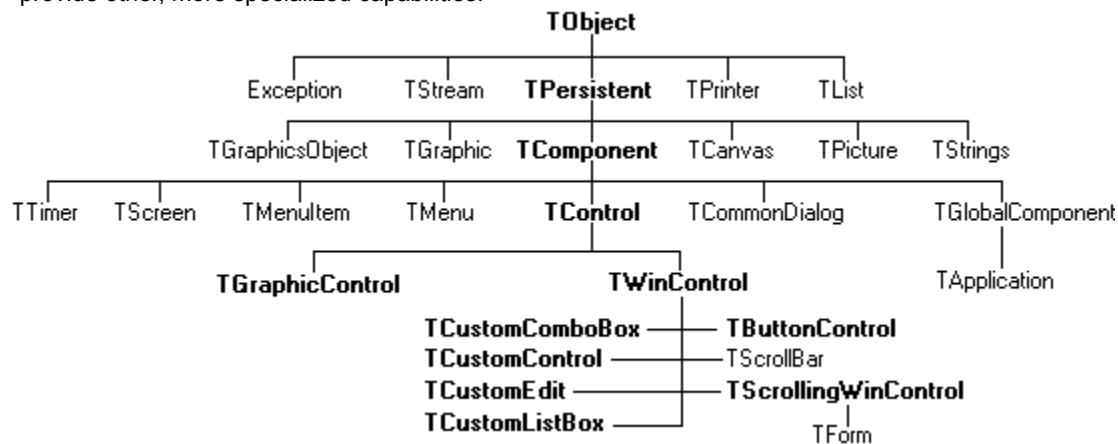 provide other, more specialized capabilities.
TObject
Exception TStream TPersistent TPrinter TList
TGraphicsObject TGraphic TComponent TCanvas TPicture TStrings
TTimer TScreen TMenuItem TMenu TControl TCommonDialog TGlobalComponent
TGraphicControl TWinControl TApplication
TCustomComboBox TButtonControl
TCustomControl TScrollBar
TCustomEdit TScrollingWinControl
TCustomListBox
TForm